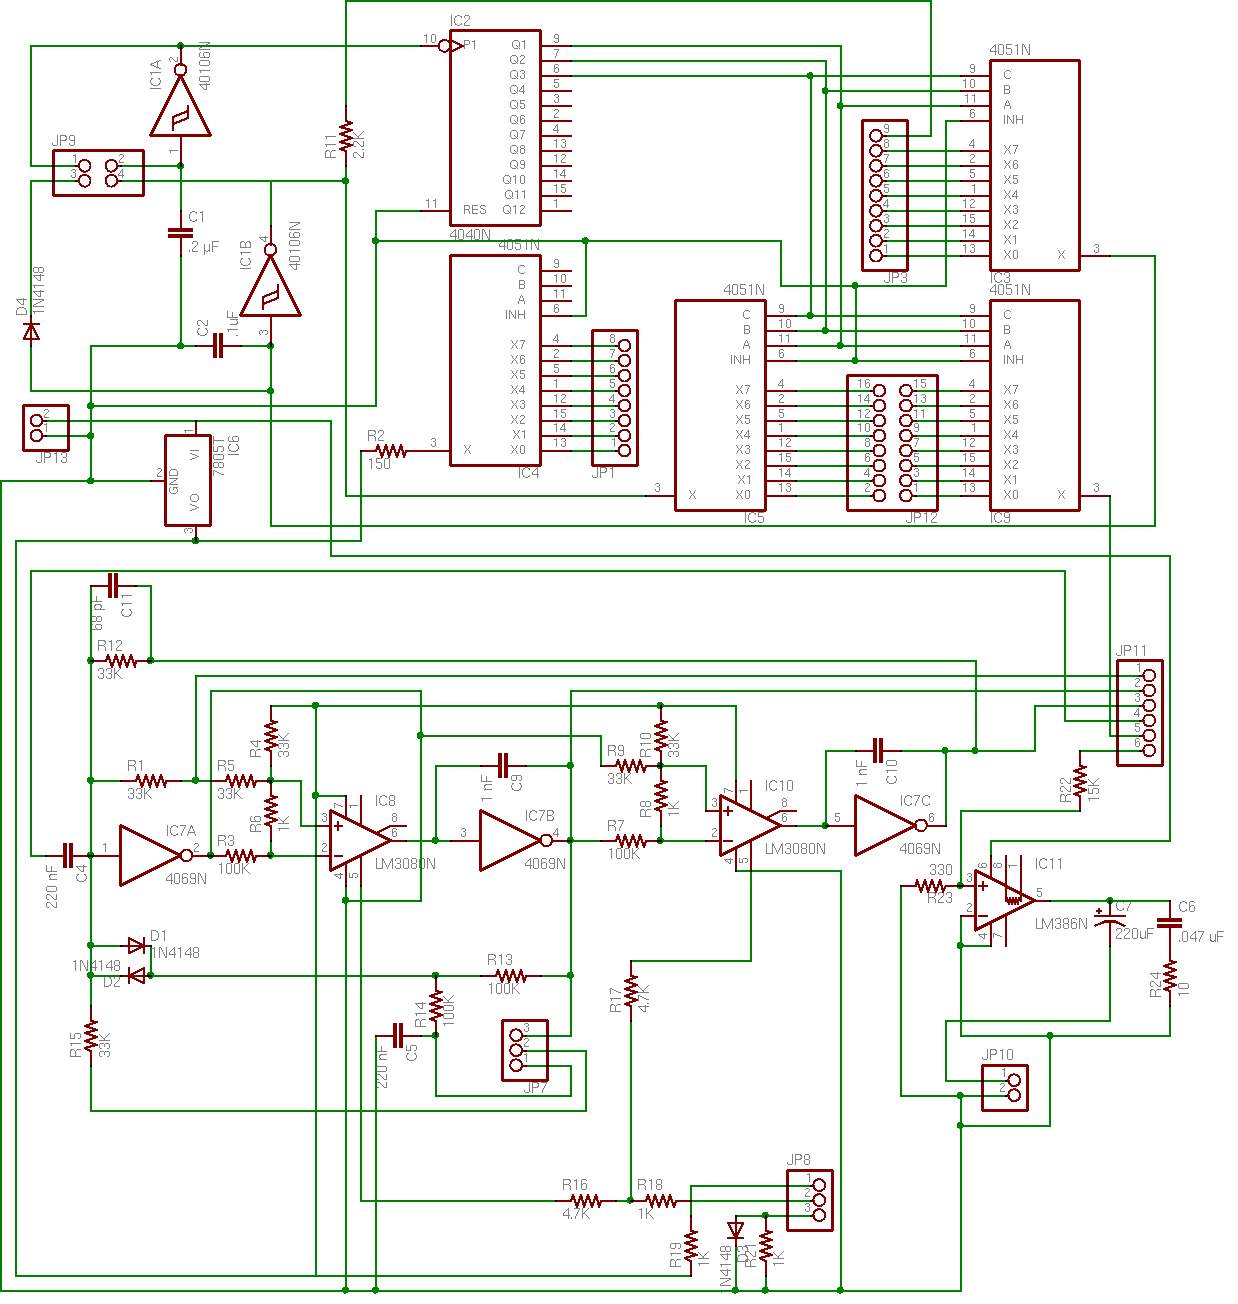 IC2
10 P1
Q1 9
Q2 7
Q3 6
Q4 5
Q5 3
Q6 2
Q7 4
Q8 13
Q9 12
Q10 14
Q11 15
Q12 1
11 RES
4040N
IC1A
40106N
2
1
JP9
1 2
3 4
R11
2.2K
C1
.2 µF
IC1B
40106N
4
3
D4
1N4148
C2
.1uF
4051N
9 C
10 B
11 A
6 INH
4 X7
2 X6
5 X5
1 X4
12 X3
15 X2
14 X1
13 X0
X 3
IC3
JP3
9
8
7
6
5
4
3
2
1
4051N
C 9
B 10
A 11
INH 6
X7 4
X6 2
X5 5
X4 1
X3 12
X2 15
X1 14
X0 13
3 X
IC4
R2
150
JP1
8
7
6
5
4
3
2
1
4051N
C 9
B 10
A 11
INH 6
X7 4
X6 2
X5 5
X4 1
X3 12
X2 15
X1 14
X0 13
3 X
IC5
JP12
16 15
14 13
12 11
10 9
8 7
6 5
4 3
2 1
4051N
9 C
10 B
11 A
6 INH
4 X7
2 X6
5 X5
1 X4
12 X3
15 X2
14 X1
13 X0
X 3
IC9
JP13
2
1
IC6
7805T
1 VI
2 GND
VO 3
C11
68 pF
R12
33K
R1
33K
R5
33K
R4
33K
R6
1K
R3
100K
IC7A
4069N
1 2
C4
220 nF
IC8
LM3080N
3
2
7 1
8
6
4 5
C9
1 nF
IC7B
4069N
3 4
R9
33K
R10
33K
R8
1K
R7
100K
IC10
LM3080N
3
2
7 1
8
6
4 5
C10
1 nF
IC7C
4069N
5 6
JP11
1
2
3
4
5
6
R22
15K
330
R23
IC11
LM386N
6 8 1
3
2
5
4 7
C7
220uF
C6
.047 uF
R24
10
D1
1N4148
1N4148
D2
R15
33K
R13
100K
R14
100K
C5
220 nF
JP7
3
2
1
R17
4.7K
JP10
1
2
R16
4.7K
R18
1K
JP8
1
2
3
R19
1K
1N4148
D3
R21
1K